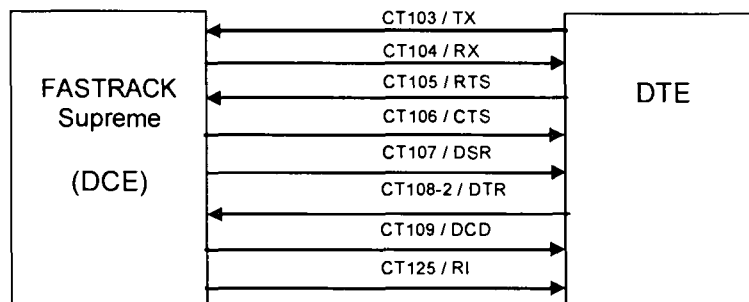 CT103 / TX
CT104 / RX
CT105 / RTS
CT106 / CTS
CT107 / DSR
CT108-2 / DTR
CT109 / DCD
CT125 / RI
FASTRACK
Supreme
(DCE)
DTE